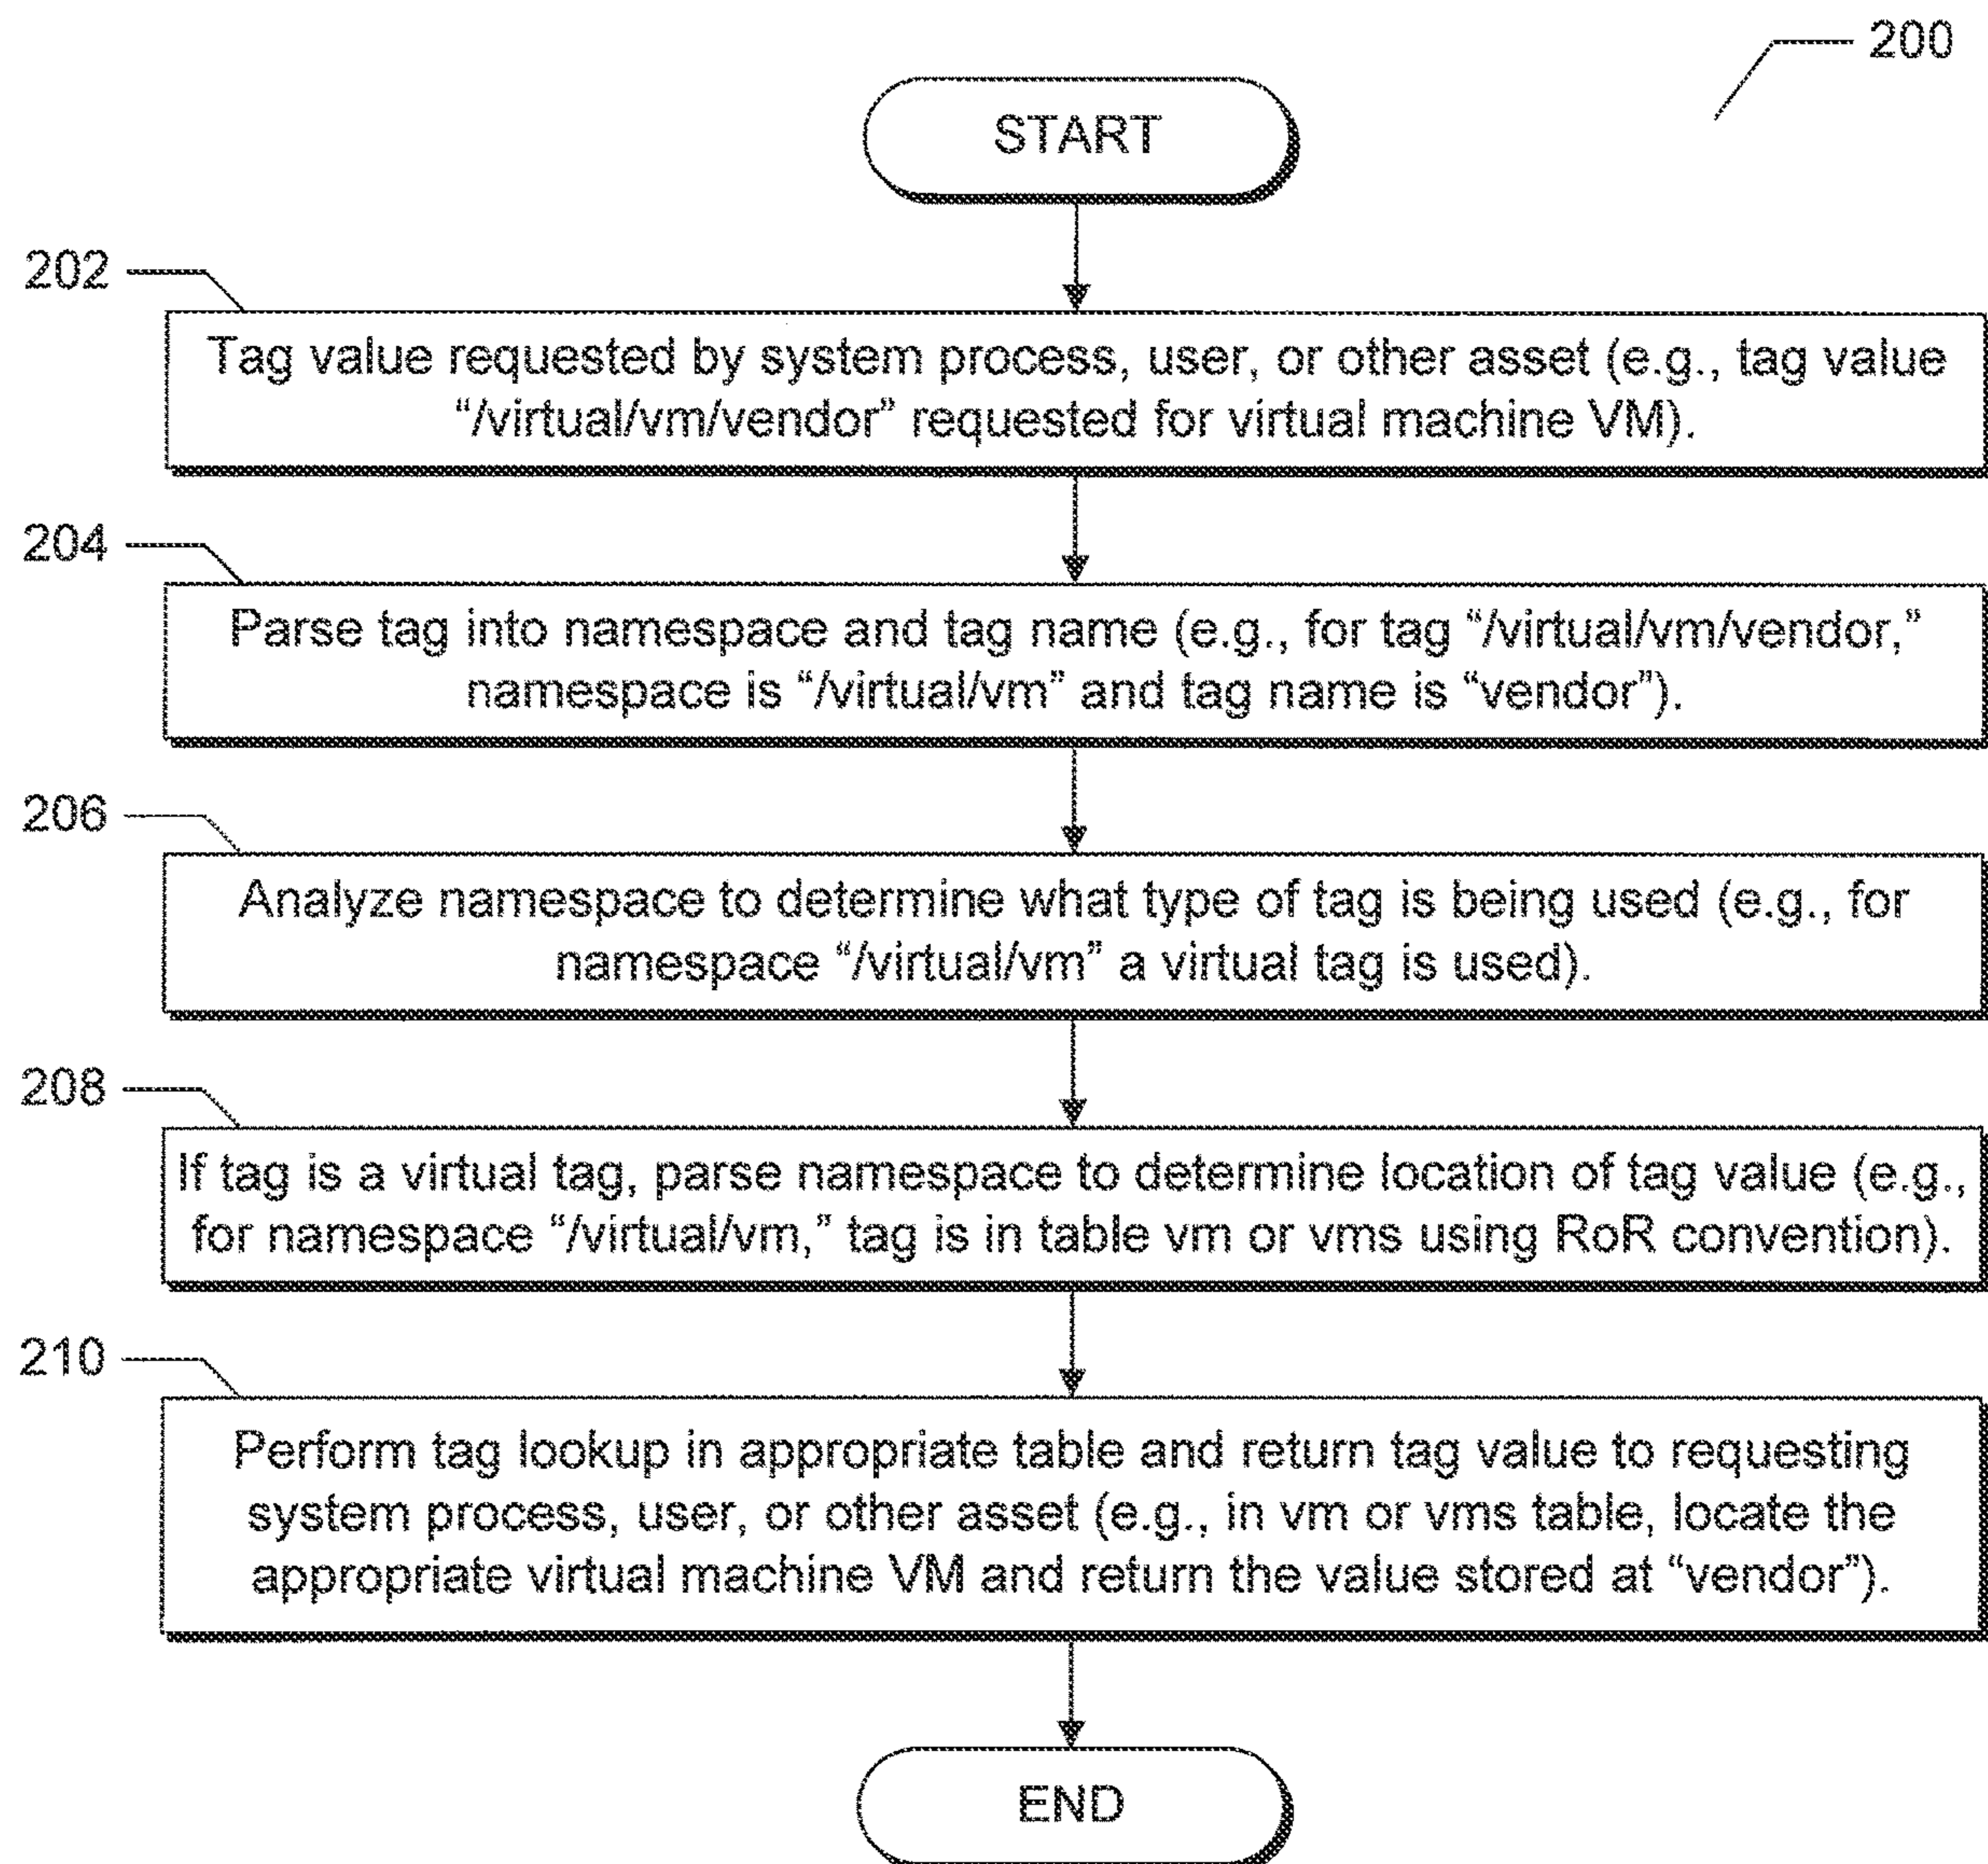 200
START
202
Tag value requested by system process, user, or other asset (e.g., tag value
“/virtual/vm/vendor” requested for virtual machine VM).
204
Parse tag into namespace and tag name (e.g., for tag “/virtual/vm/vendor,”
namespace is “/virtual/vm” and tag name is “vendor”).
206
Analyze namespace to determine what type of tag is being used (e.g., for
namespace “/virtual/vm” a virtual tag is used).
208
If tag is a virtual tag, parse namespace to determine location of tag value (e.g.,
for namespace “/virtual/vm,” tag is in table vm or vms using RoR convention).
210
Perform tag lookup in appropriate table and return tag value to requesting
system process, user, or other asset (e.g., in vm or vms table, locate the
appropriate virtual machine VM and return the value stored at “vendor”).
END